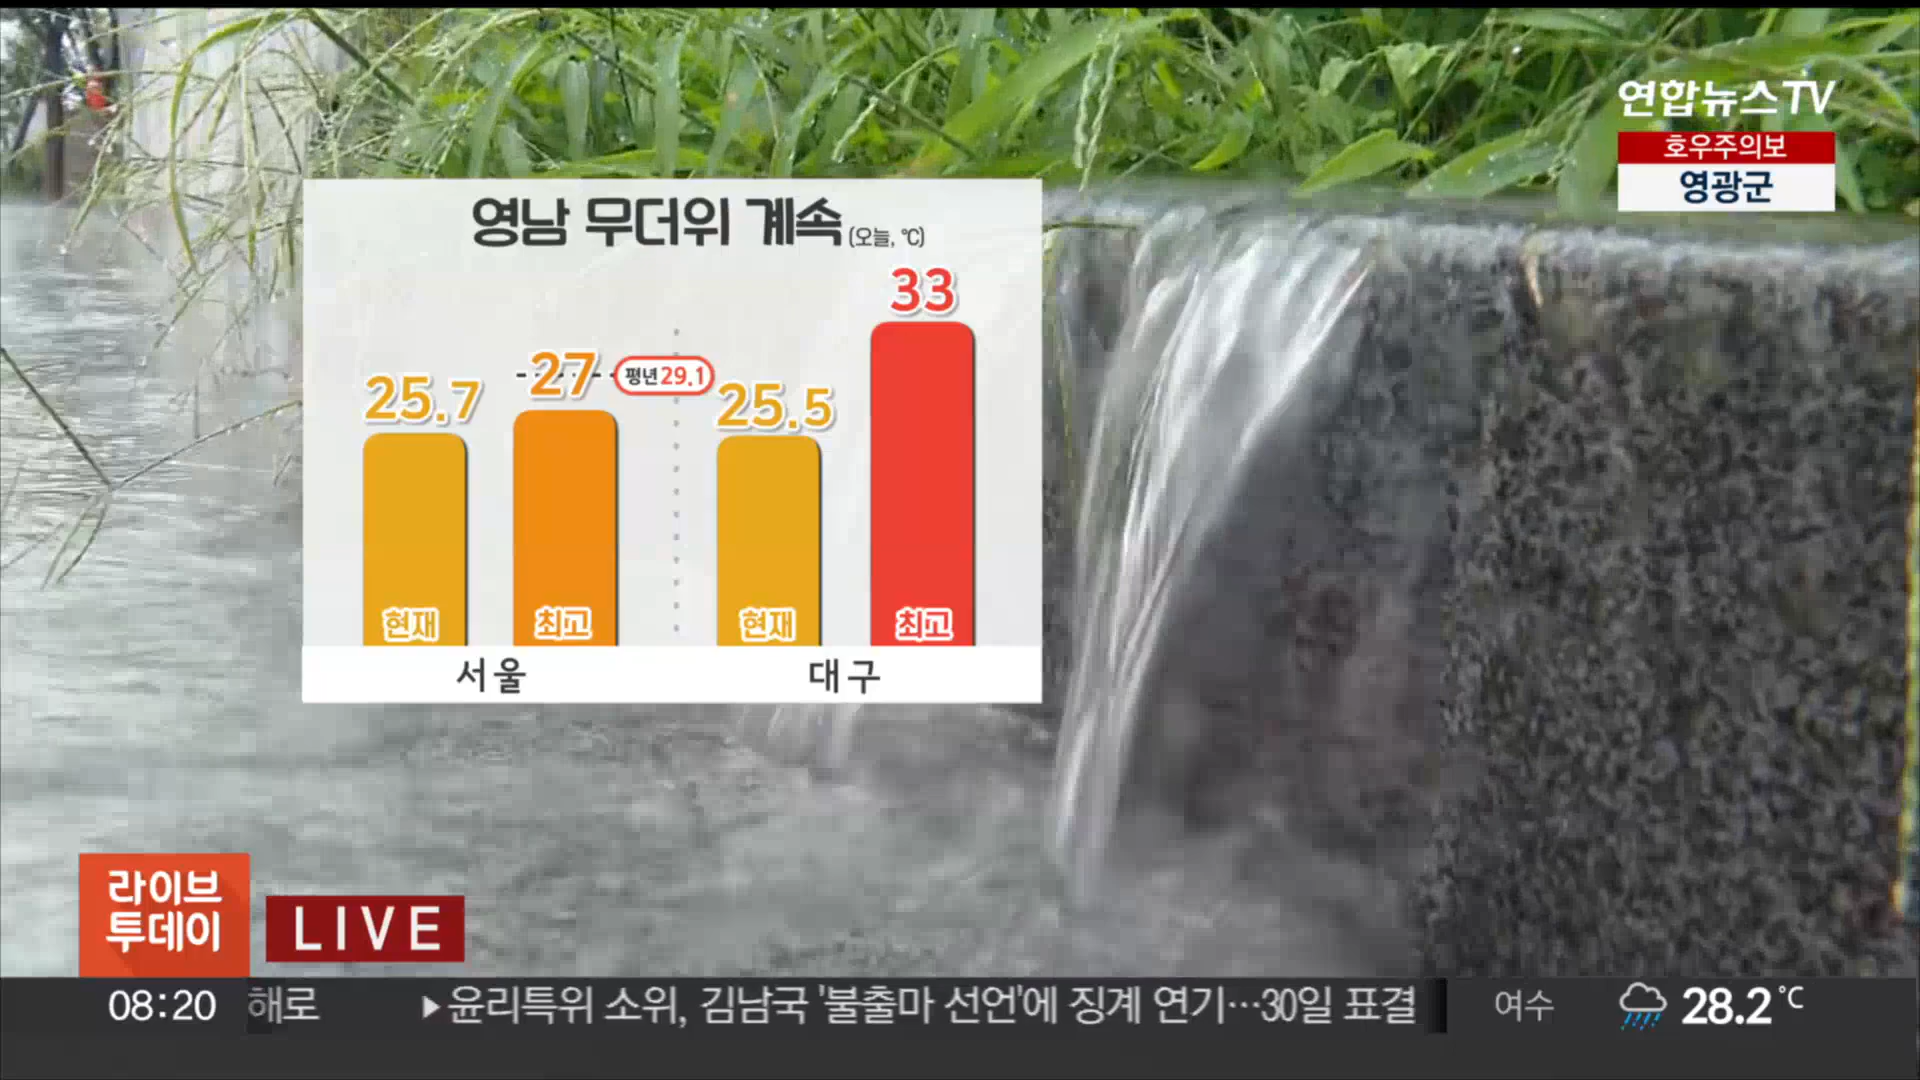 연합뉴스TV
호우주의보
영광군
영남 무더위 계속 (오늘, ℃)
25.7
27
평년29.1
25.5
33
현재
최고
현재
최고
서울
대구
라이브
투데이
LIVE
08:20 해로 ▶윤리특위 소위, 김남국 '불출마 선언'에 징계 연기…30일 표결 여수 28.2℃